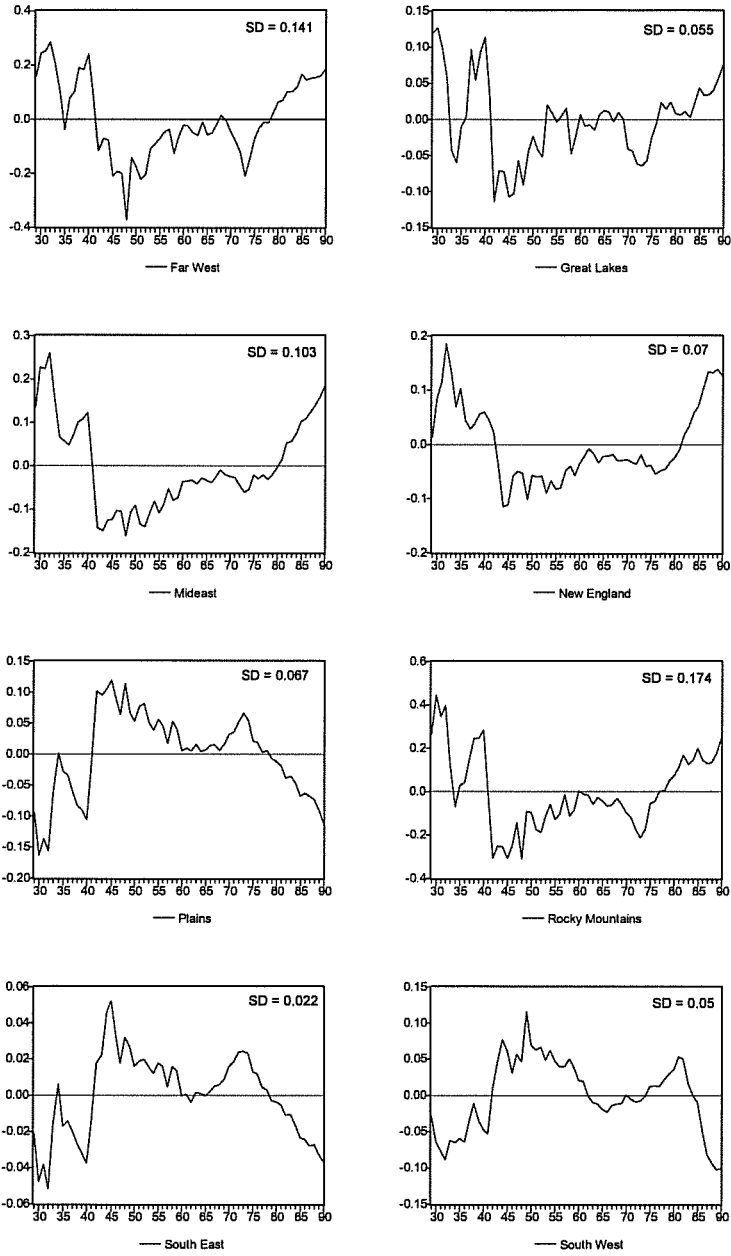 SD = 0.141
0.4
0.2
0.0
-0.2
-0.4
30 35 40 45 50 55 60 65 70 75 80 85 90
Far West
SD = 0.055
0.15
0.10
0.05
0.00
-0.05
-0.10
-0.15
30 35 40 45 50 55 60 65 70 75 80 85 90
Great Lakes
SD = 0.103
0.3
0.2
0.1
0.0
-0.1
-0.2
30 35 40 45 50 55 60 65 70 75 80 85 90
Mideast
SD = 0.07
0.2
0.1
0.0
-0.1
-0.2
30 35 40 45 50 55 60 65 70 75 80 85 90
New England
SD = 0.067
0.15
0.10
0.05
0.00
-0.05
-0.10
-0.15
-0.20
30 35 40 45 50 55 60 65 70 75 80 85 90
Plains
SD = 0.174
0.6
0.4
0.2
0.0
-0.2
-0.4
30 35 40 45 50 55 60 65 70 75 80 85 90
Rocky Mountains
SD = 0.022
0.06
0.04
0.02
0.00
-0.02
-0.04
-0.06
30 35 40 45 50 55 60 65 70 75 80 85 90
South East
SD = 0.05
0.15
0.10
0.05
0.00
-0.05
-0.10
-0.15
30 35 40 45 50 55 60 65 70 75 80 85 90
South West